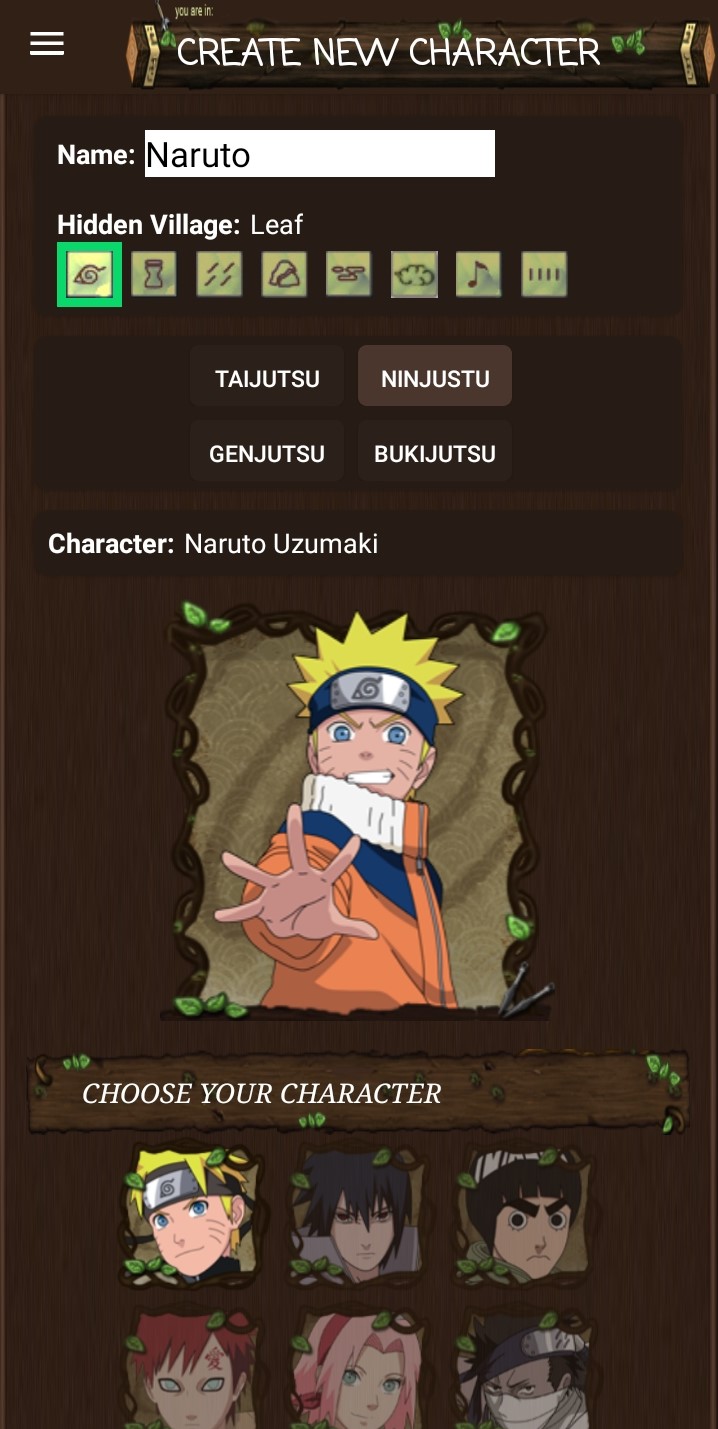 you are in:
CREATE NEW CHARACTER
Name: Naruto
Hidden Village: Leaf
TAIJUTSU
NINJUSTU
GENJUTSU
BUKIJUTSU
Character: Naruto Uzumaki
CHOOSE YOUR CHARACTER
愛